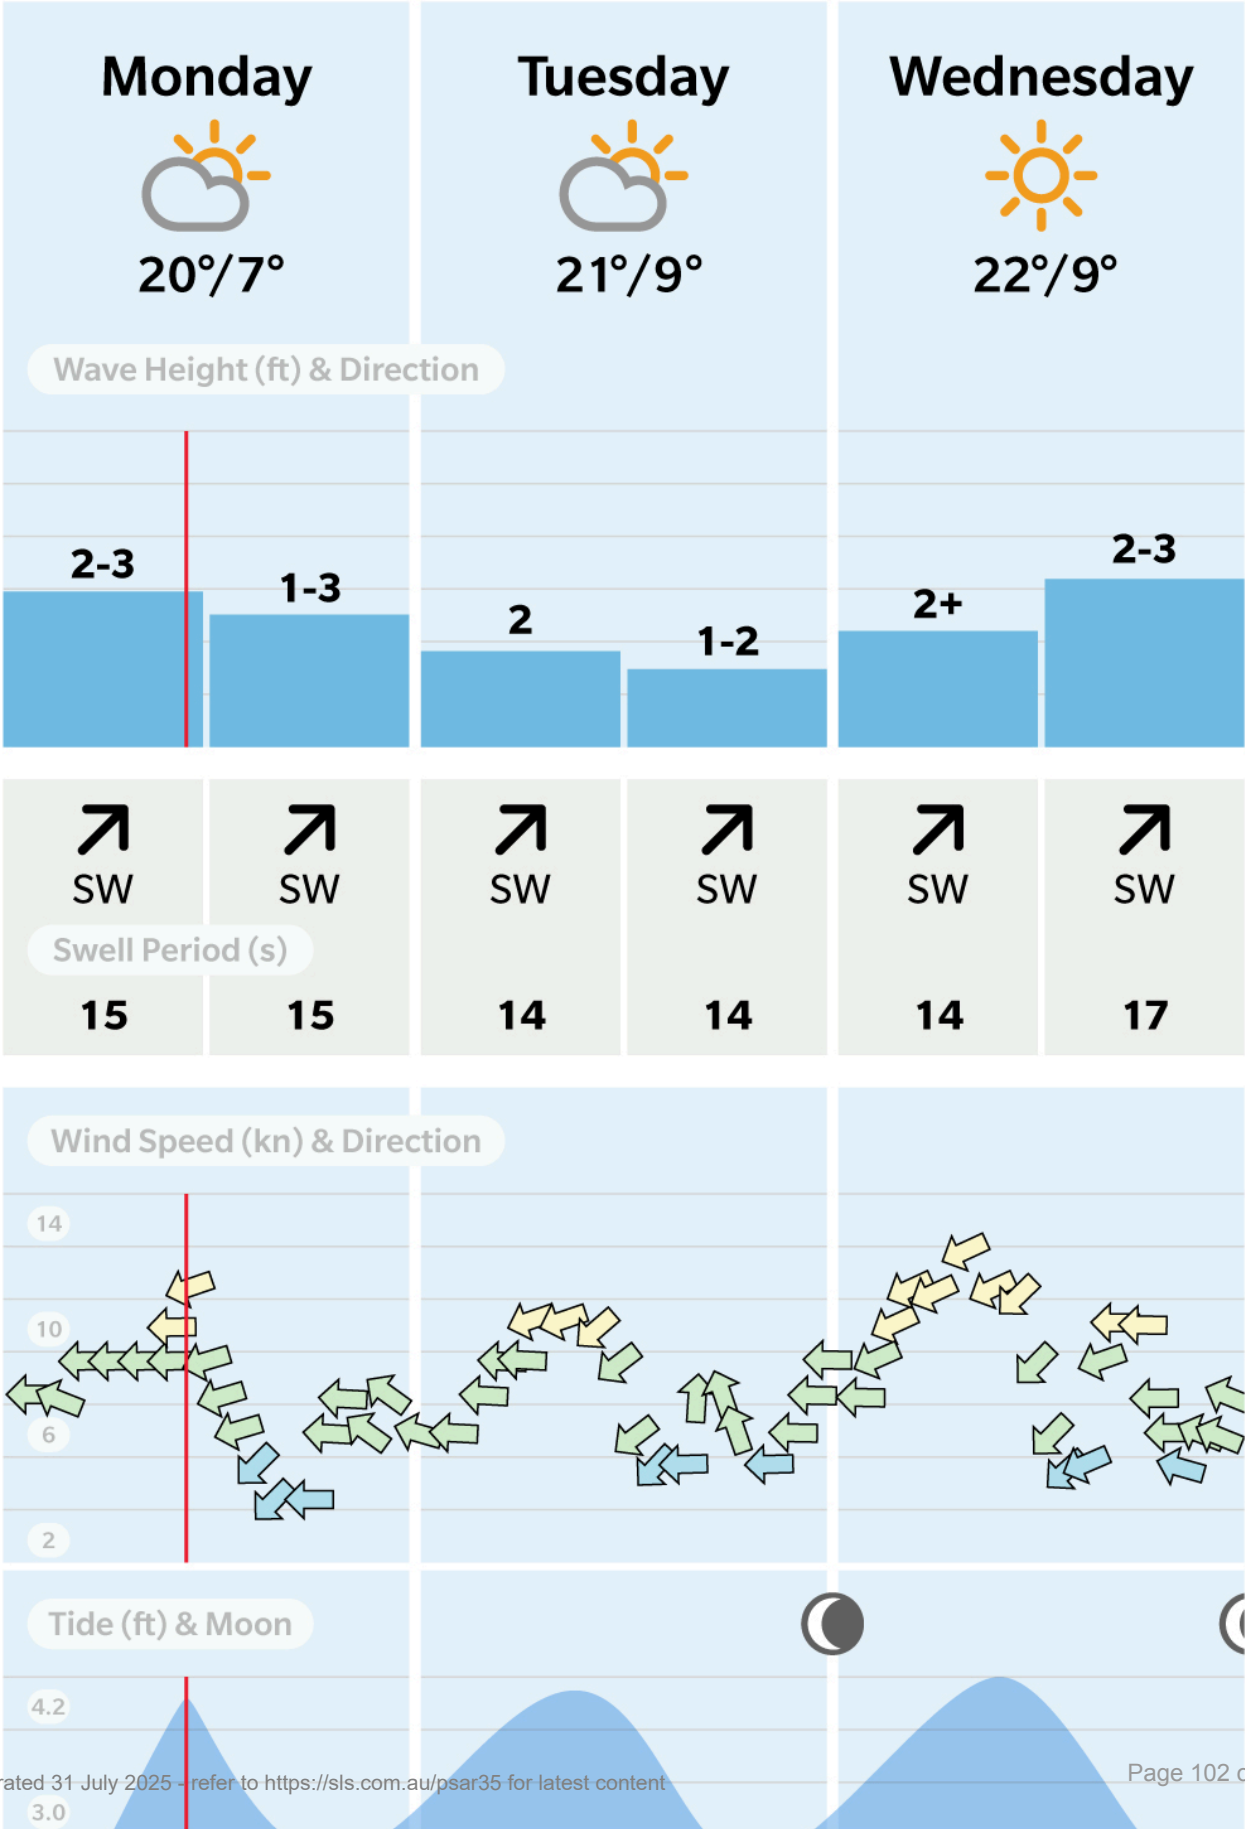 Monday Tuesday Wednesday
20°/7° 21°/9° 22°/9°
Wave Height (ft) & Direction
2-3 1-3 2 1-2 2+ 2-3
SW SW SW SW SW SW
Swell Period (s)
15 15 14 14 14 17
Wind Speed (kn) & Direction
14
10
6
2
Tide (ft) & Moon
4.2
rated 31 July 2025 - refer to https://sls.com.au/psar35 for latest content
Page 102
3.0